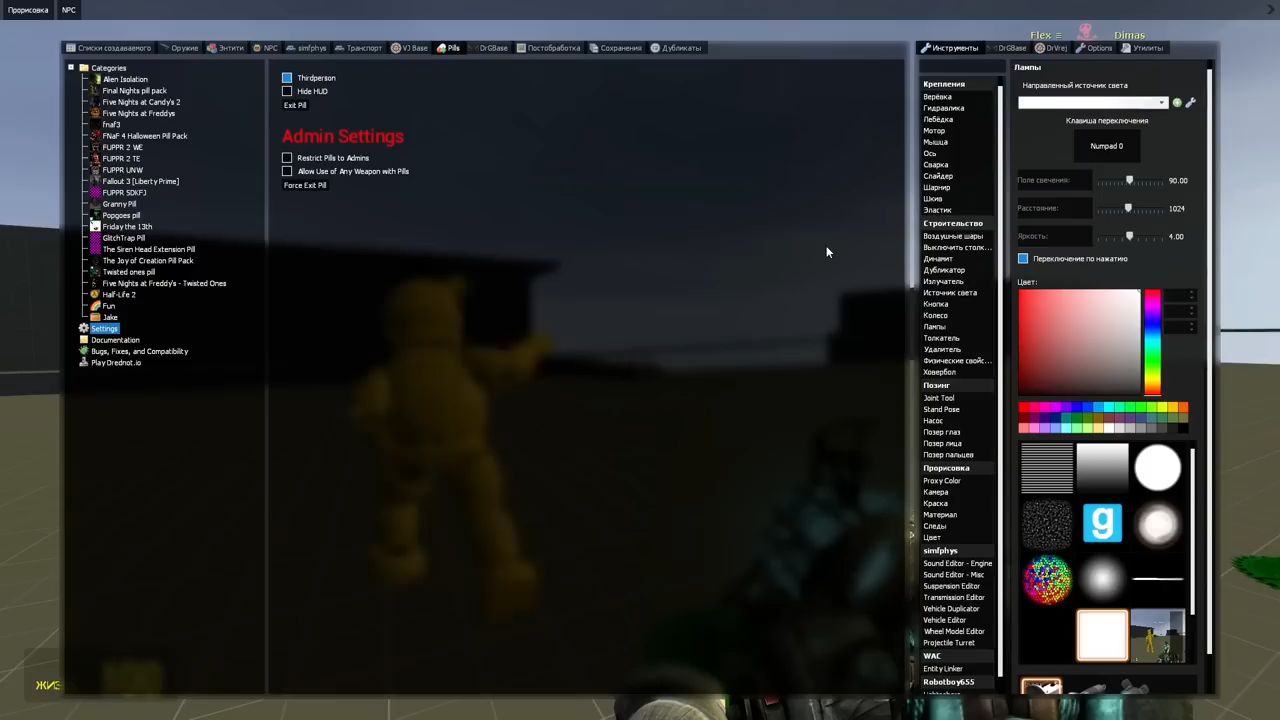 Прорисовка
NPC
Flex
Dimas
Списки создаваемого
Оружие
Энтити
NPC
simfphys
Транспорт
VJ Base
Pils
DrGBase
Постобработка
Сохранения
Дубликаты
Инструменты
DrGBase
DrVrej
Options
Утилиты
Categories
Alien Isolation
Final Nights pill pack
Five Nights at Candy's 2
Five Nights at Freddys
fnaf3
FNaF 4 Halloween Pill Pack
FUPPR 2 WE
FUPPR 2 TE
FUPPR UNW
Fallout 3 [Liberty Prime]
FUPPR SDKFJ
Granny Pill
Popgoes pill
Friday the 13th
GlitchTrap Pill
The Siren Head Extension Pill
The Joy of Creation Pill Pack
Twisted ones pill
Five Nights at Freddy's - Twisted Ones
Half-Life 2
Fun
Jake
Settings
Documentation
Bugs, Fixes, and Compatibility
Play Drednot.io
Thirdperson
Hide HUD
Exit Pill
Admin Settings
Restrict Pills to Admins
Allow Use of Any Weapon with Pills
Force Exit Pill
Крепления
Верёвка
Гидравлика
Лебёдка
Мотор
Мышца
Ось
Сварка
Слайдер
Шарнир
Шкив
Эластик
Строительство
Воздушные шары
Выключить столк...
Динамит
Дубликатор
Излучатель
Источник света
Кнопка
Колесо
Лампы
Толкатель
Удалитель
Физические свойс...
Ховербол
Позинг
Joint Tool
Stand Pose
Насос
Позер глаз
Позер лица
Позер пальцев
Прорисовка
Proxy Color
Камера
Краска
Материал
Следы
Цвет
simfphys
Sound Editor - Engine
Sound Editor - Misc
Suspension Editor
Transmission Editor
Vehicle Duplicator
Vehicle Editor
Wheel Model Editor
Projectile Turret
WAC
Entity Linker
Robotboy655
Лампы
Направленный источник света
Клавиша переключения
Numpad 0
Поле свечения:
90.00
Расстояние:
1024
Яркость:
4.00
Переключение по нажатию
Цвет:
g